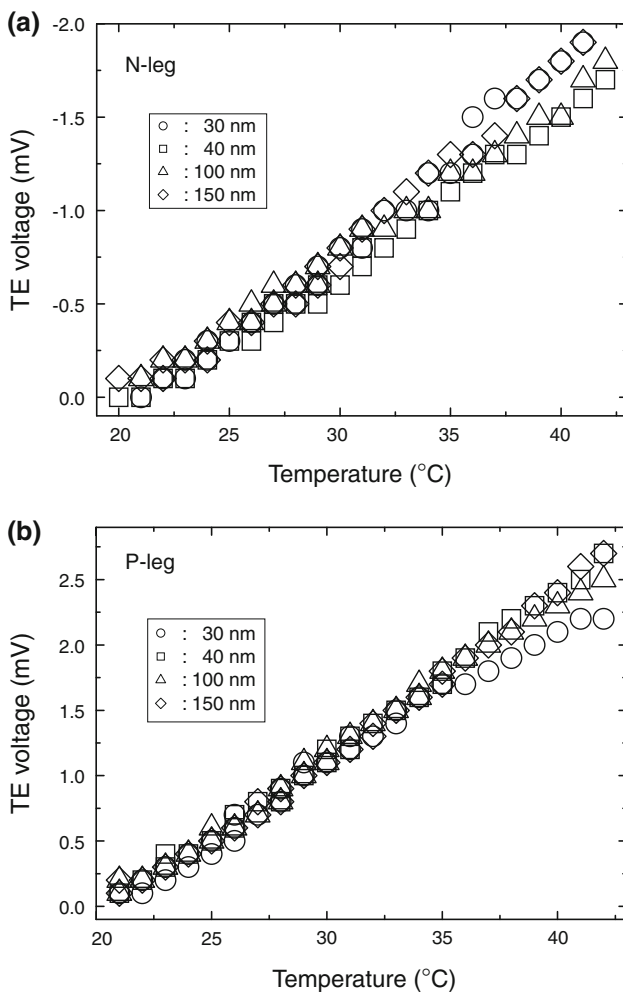 (a)
-2.0
N-leg
○ : 30 nm
□ : 40 nm
△ : 100 nm
◇ : 150 nm
-1.5
-1.0
-0.5
0.0
TE voltage (mV)
20 25 30 35 40
Temperature (°C)
(b)
P-leg
○ : 30 nm
□ : 40 nm
△ : 100 nm
◇ : 150 nm
2.5
2.0
1.5
1.0
0.5
0.0
TE voltage (mV)
20 25 30 35 40
Temperature (°C)